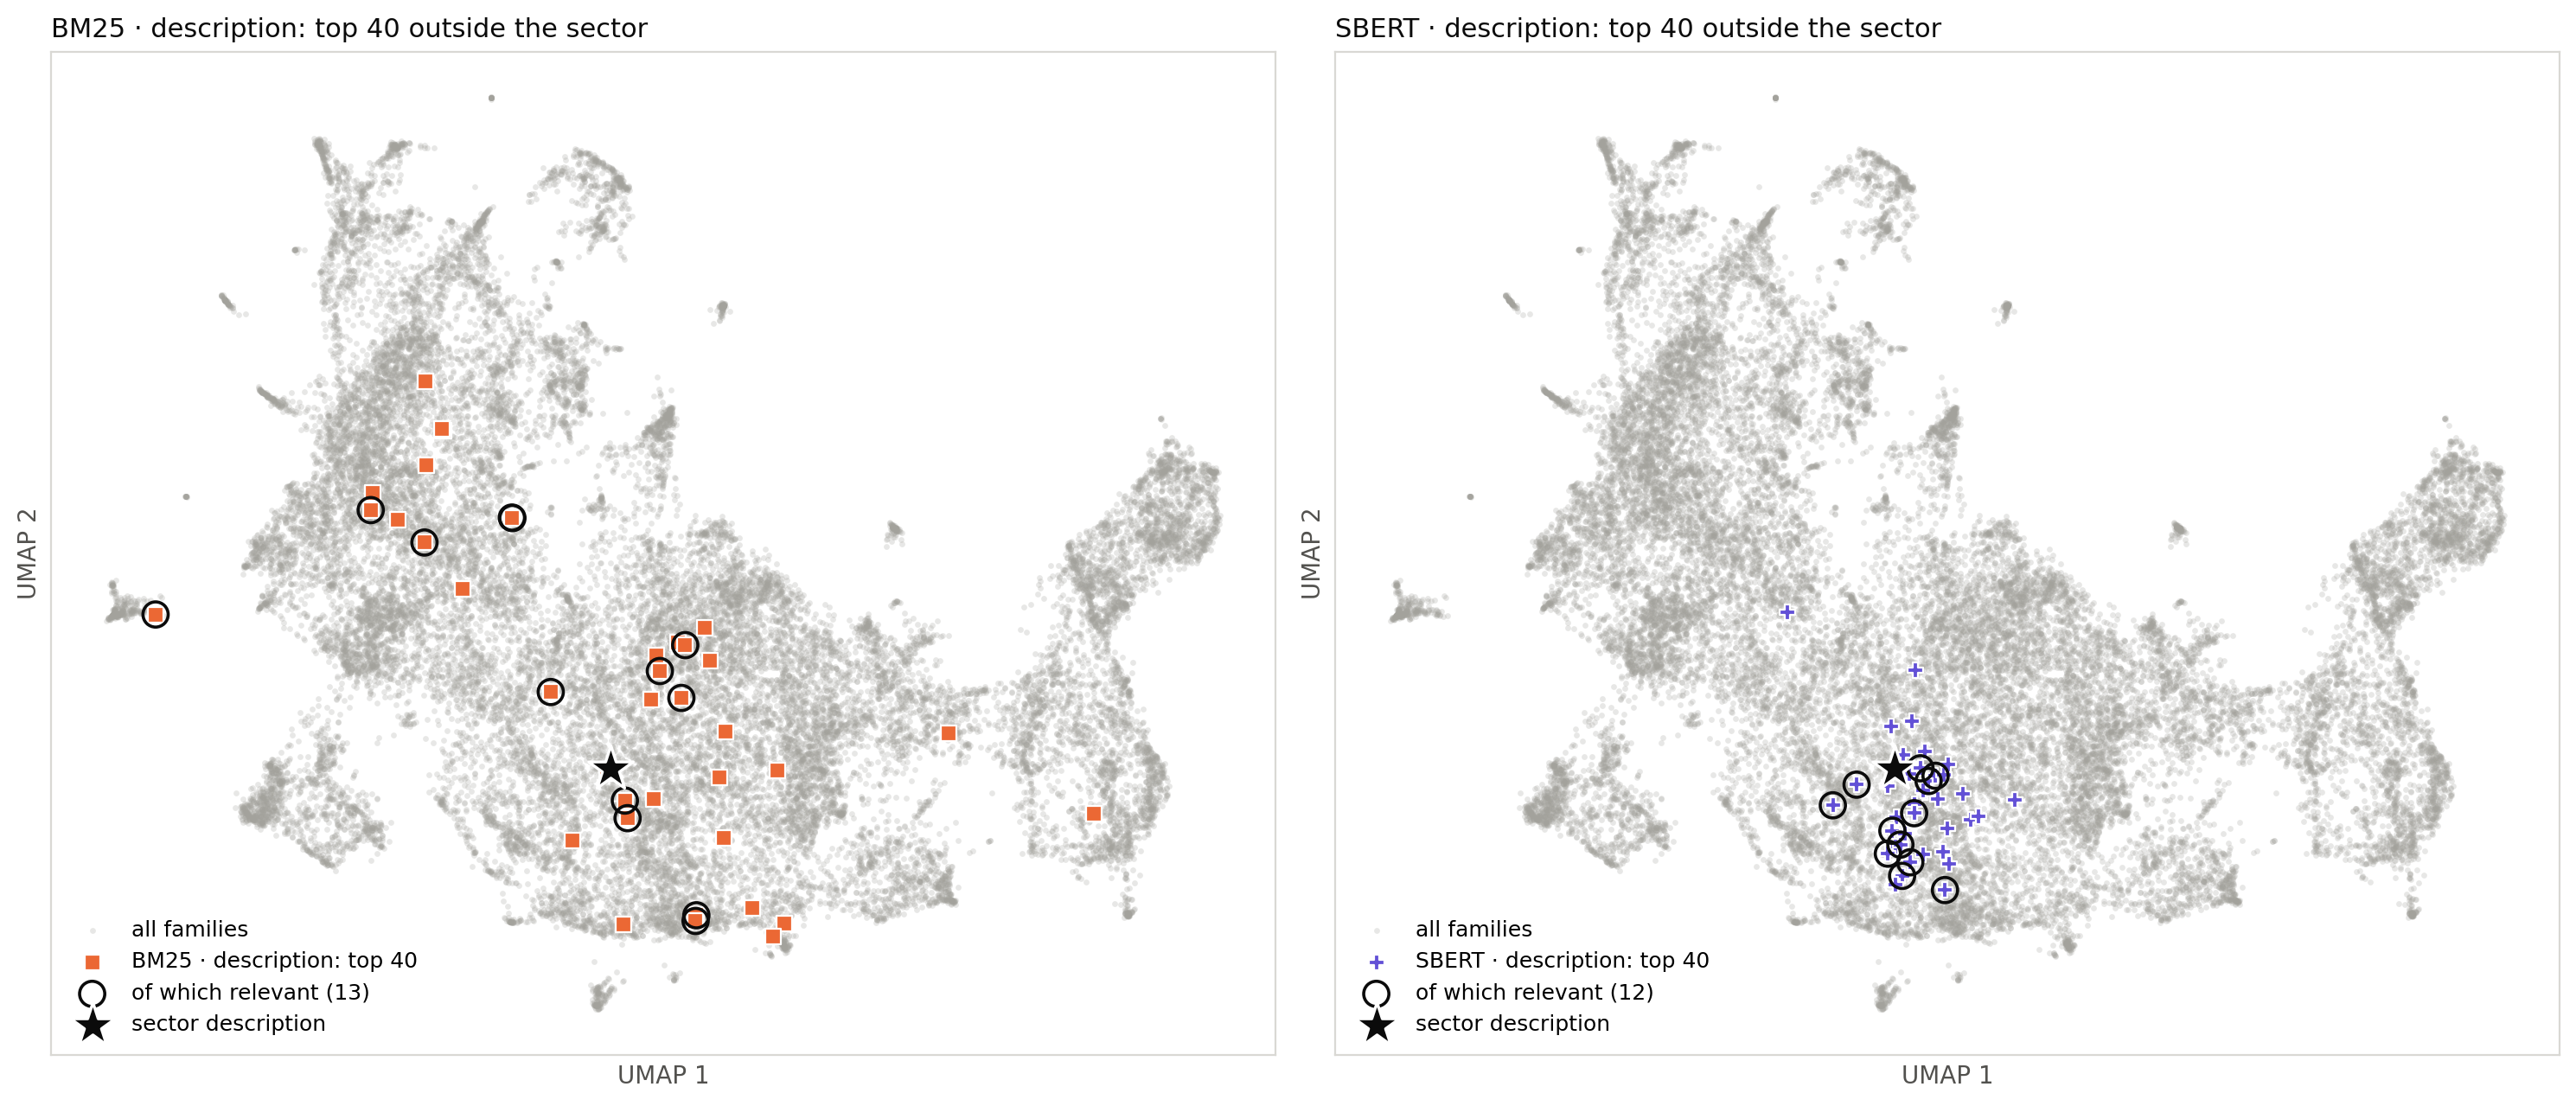 BM25 · description: top 40 outside the sector
UMAP 2
all families
BM25 · description: top 40
of which relevant (13)
sector description
UMAP 1
SBERT · description: top 40 outside the sector
UMAP 2
all families
SBERT · description: top 40
of which relevant (12)
sector description
UMAP 1